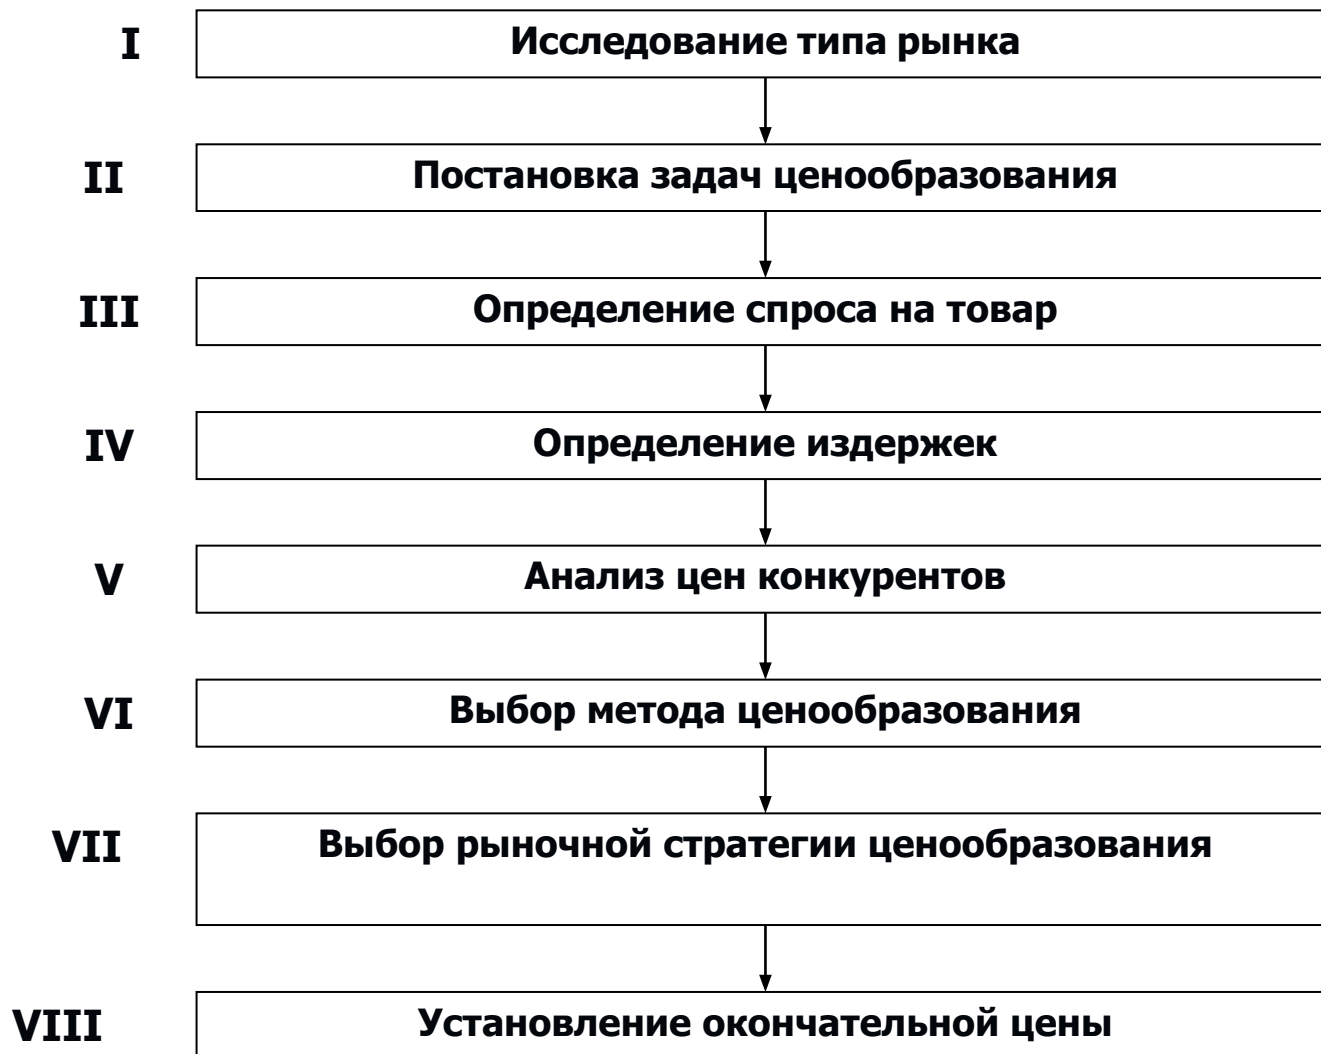 I Исследование типа рынка
II Постановка задач ценообразования
III Определение спроса на товар
IV Определение издержек
V Анализ цен конкурентов
VI Выбор метода ценообразования
VII Выбор рыночной стратегии ценообразования
VIII Установление окончательной цены